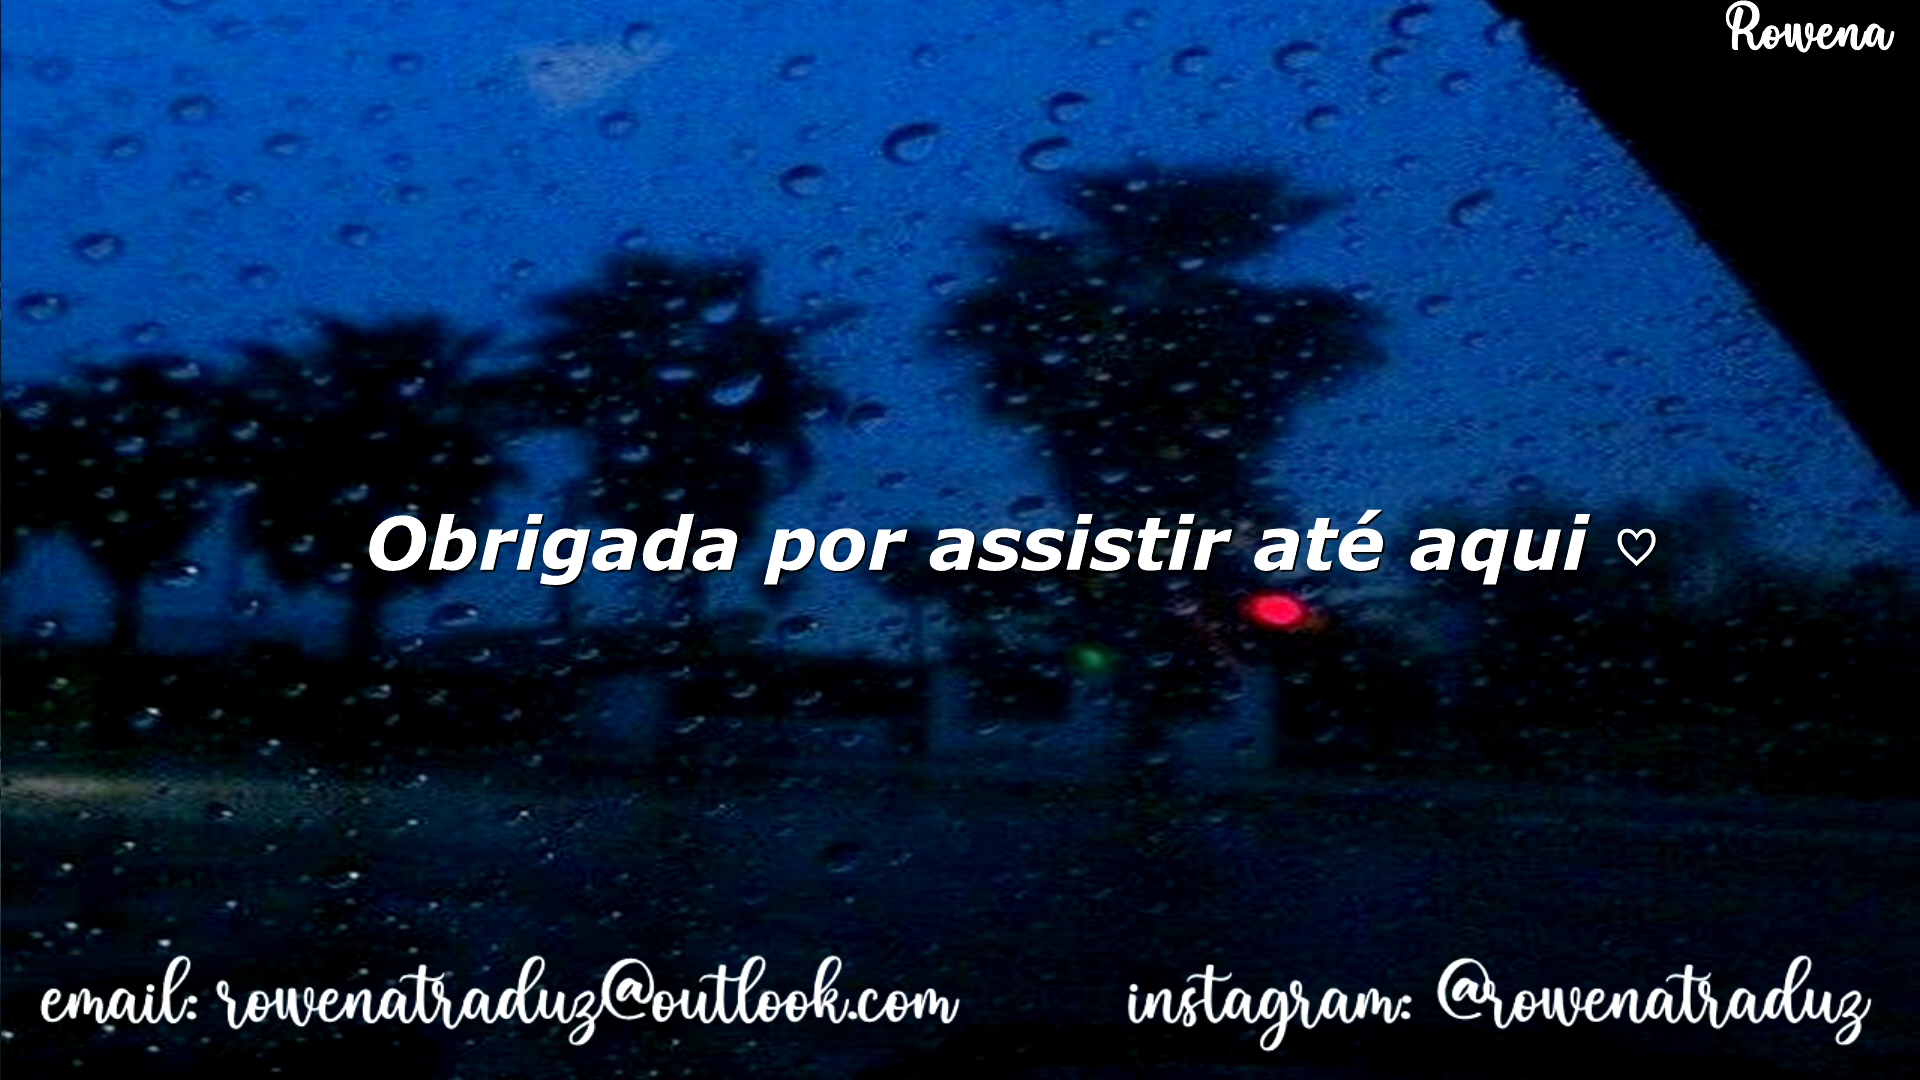 Rowena
Obrigada por assistir até aqui ♡
email: rowenatraduz@outlook.com
instagram: @rowenatraduz